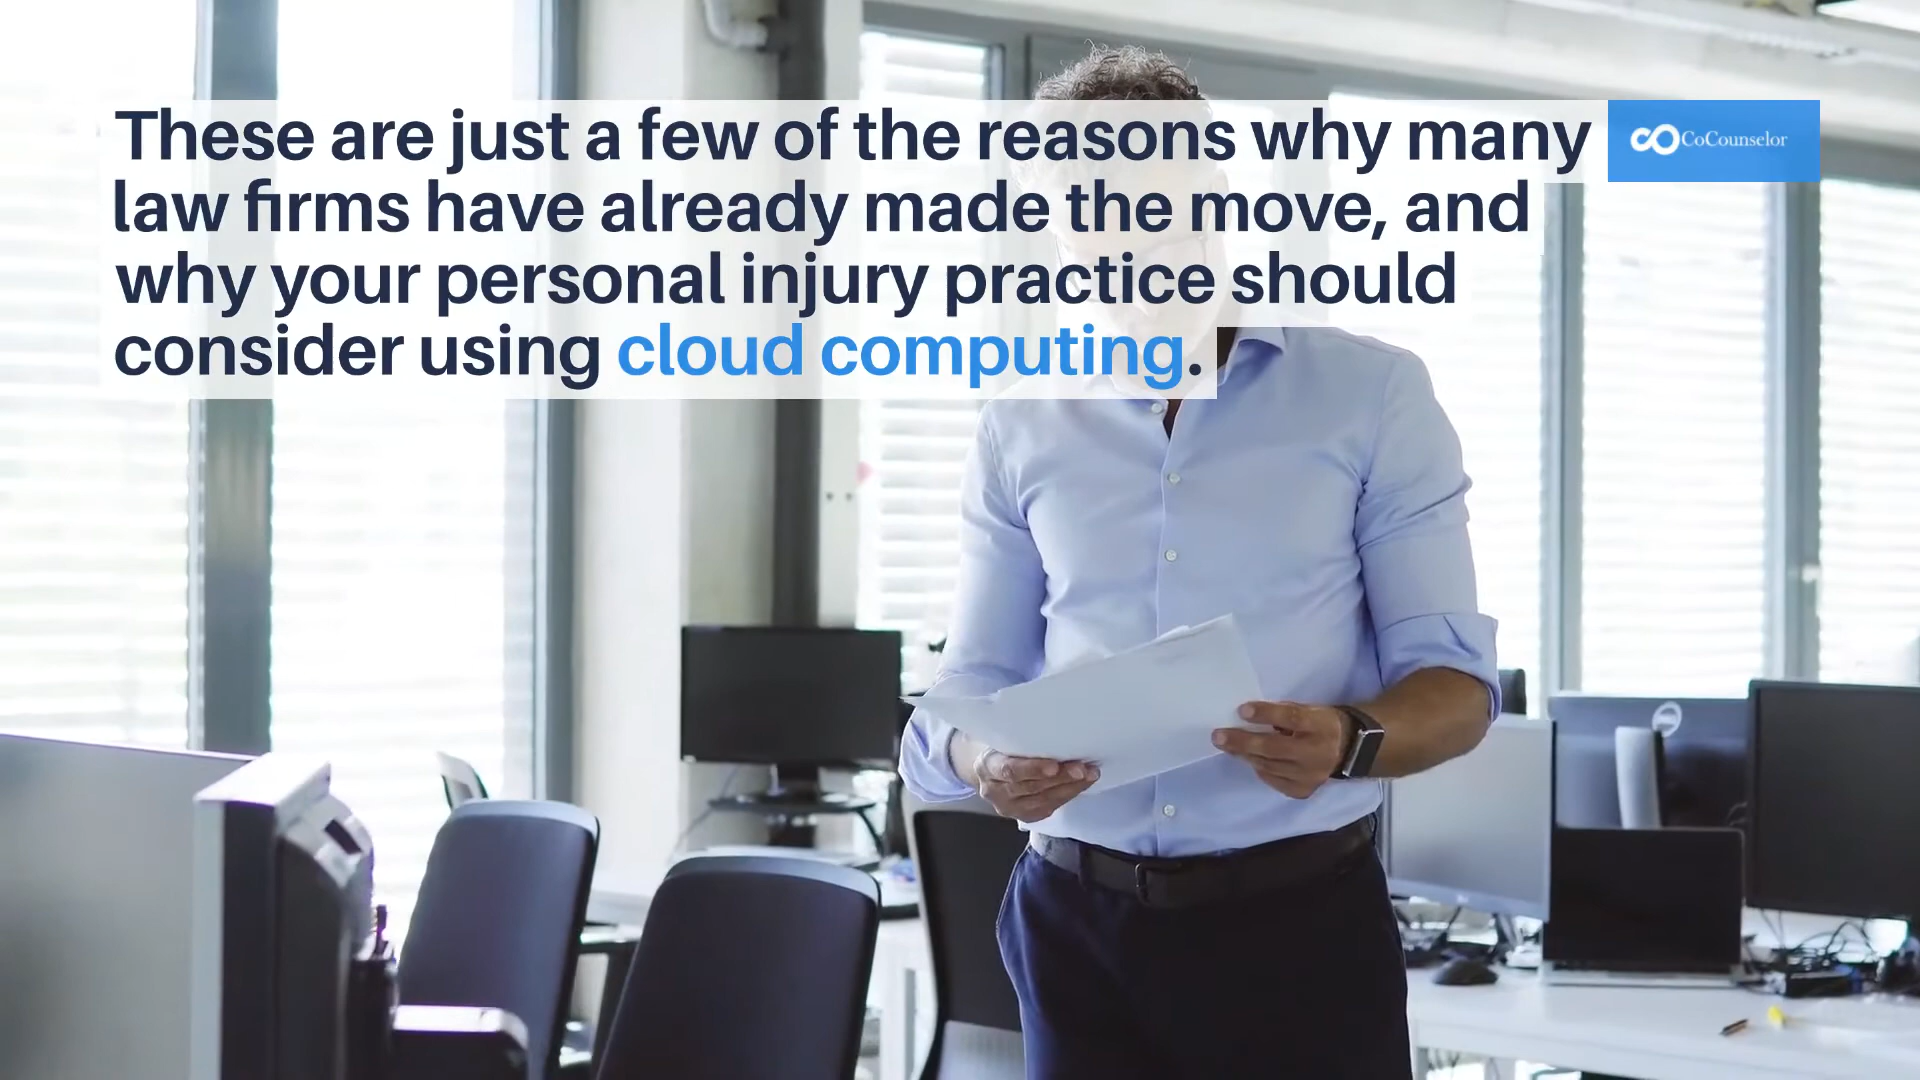 These are just a few of the reasons why many
law firms have already made the move, and
why your personal injury practice should
consider using cloud computing.
CoCounselor